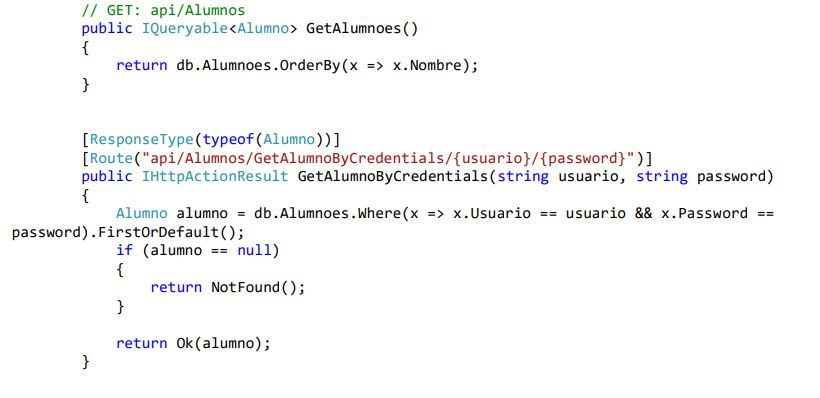 // GET: api/Alumnos
public IQueryable<Alumno> GetAlumnoes()
{
return db.Alumnoes.OrderBy(x => x.Nombre);
}
[ResponseType(typeof(Alumno))]
[Route("api/Alumnos/GetAlumnoByCredentials/{usuario}/{password}")]
public IHttpActionResult GetAlumnoByCredentials(string usuario, string password)
{
Alumno alumno = db.Alumnoes.Where(x => x.Usuario == usuario && x.Password ==
password).FirstOrDefault();
if (alumno == null)
{
return NotFound();
}
return Ok(alumno);
}